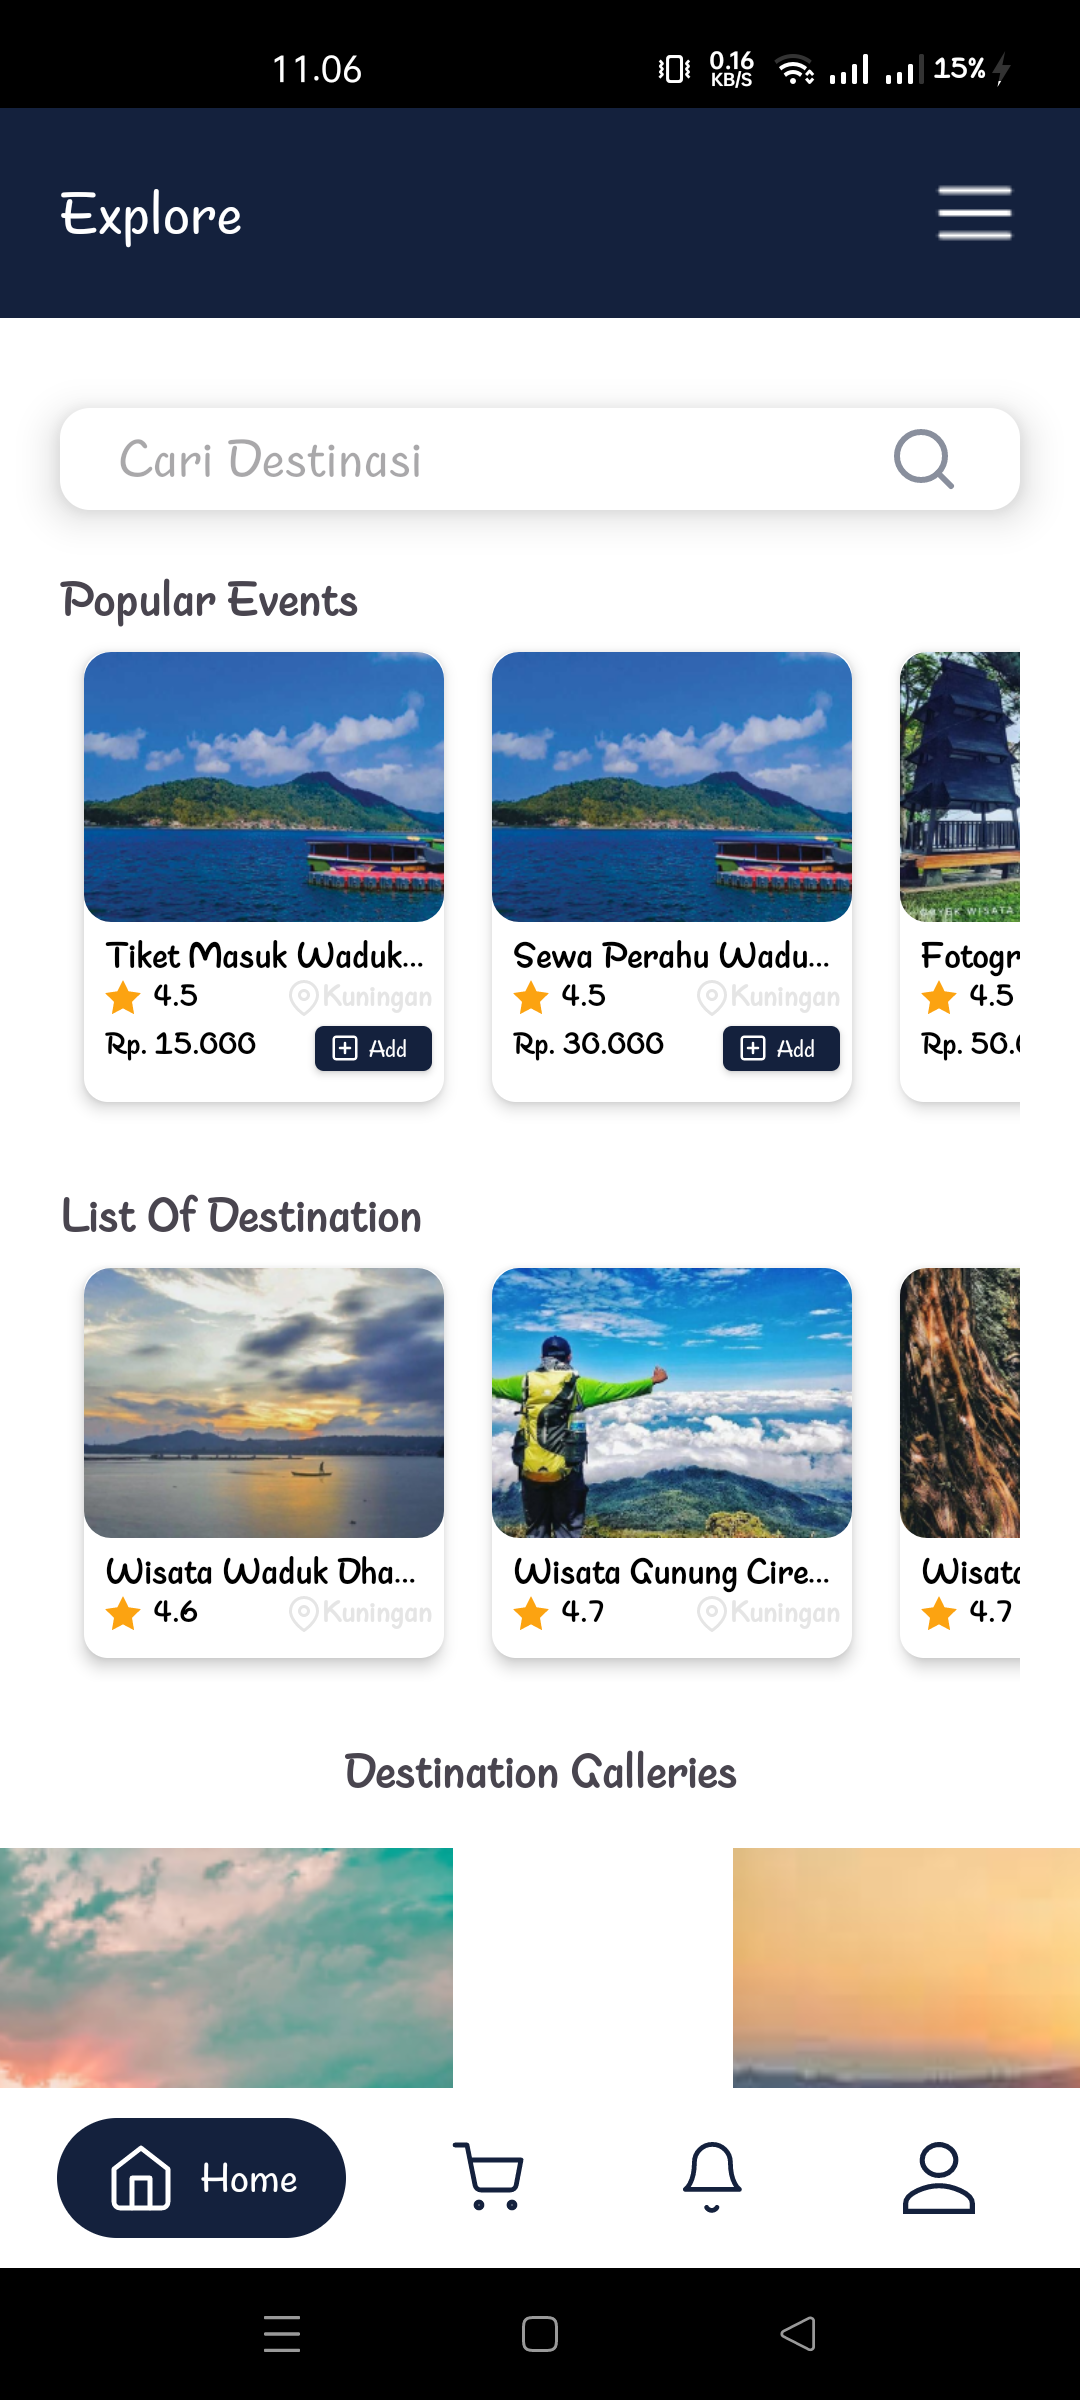 11.06
0.16
KB/S
15%
Explore
Cari Destinasi
Popular Events
Tiket Masuk Waduk...
4.5 Kuningan
Rp. 15.000 Add
Sewa Perahu Wadu...
4.5 Kuningan
Rp. 30.000 Add
Fotogr
4.5
Rp. 50.0
List Of Destination
Wisata Waduk Dha...
4.6 Kuningan
Wisata Gunung Cire...
4.7 Kuningan
Wisata
4.7
Destination Galleries
Home